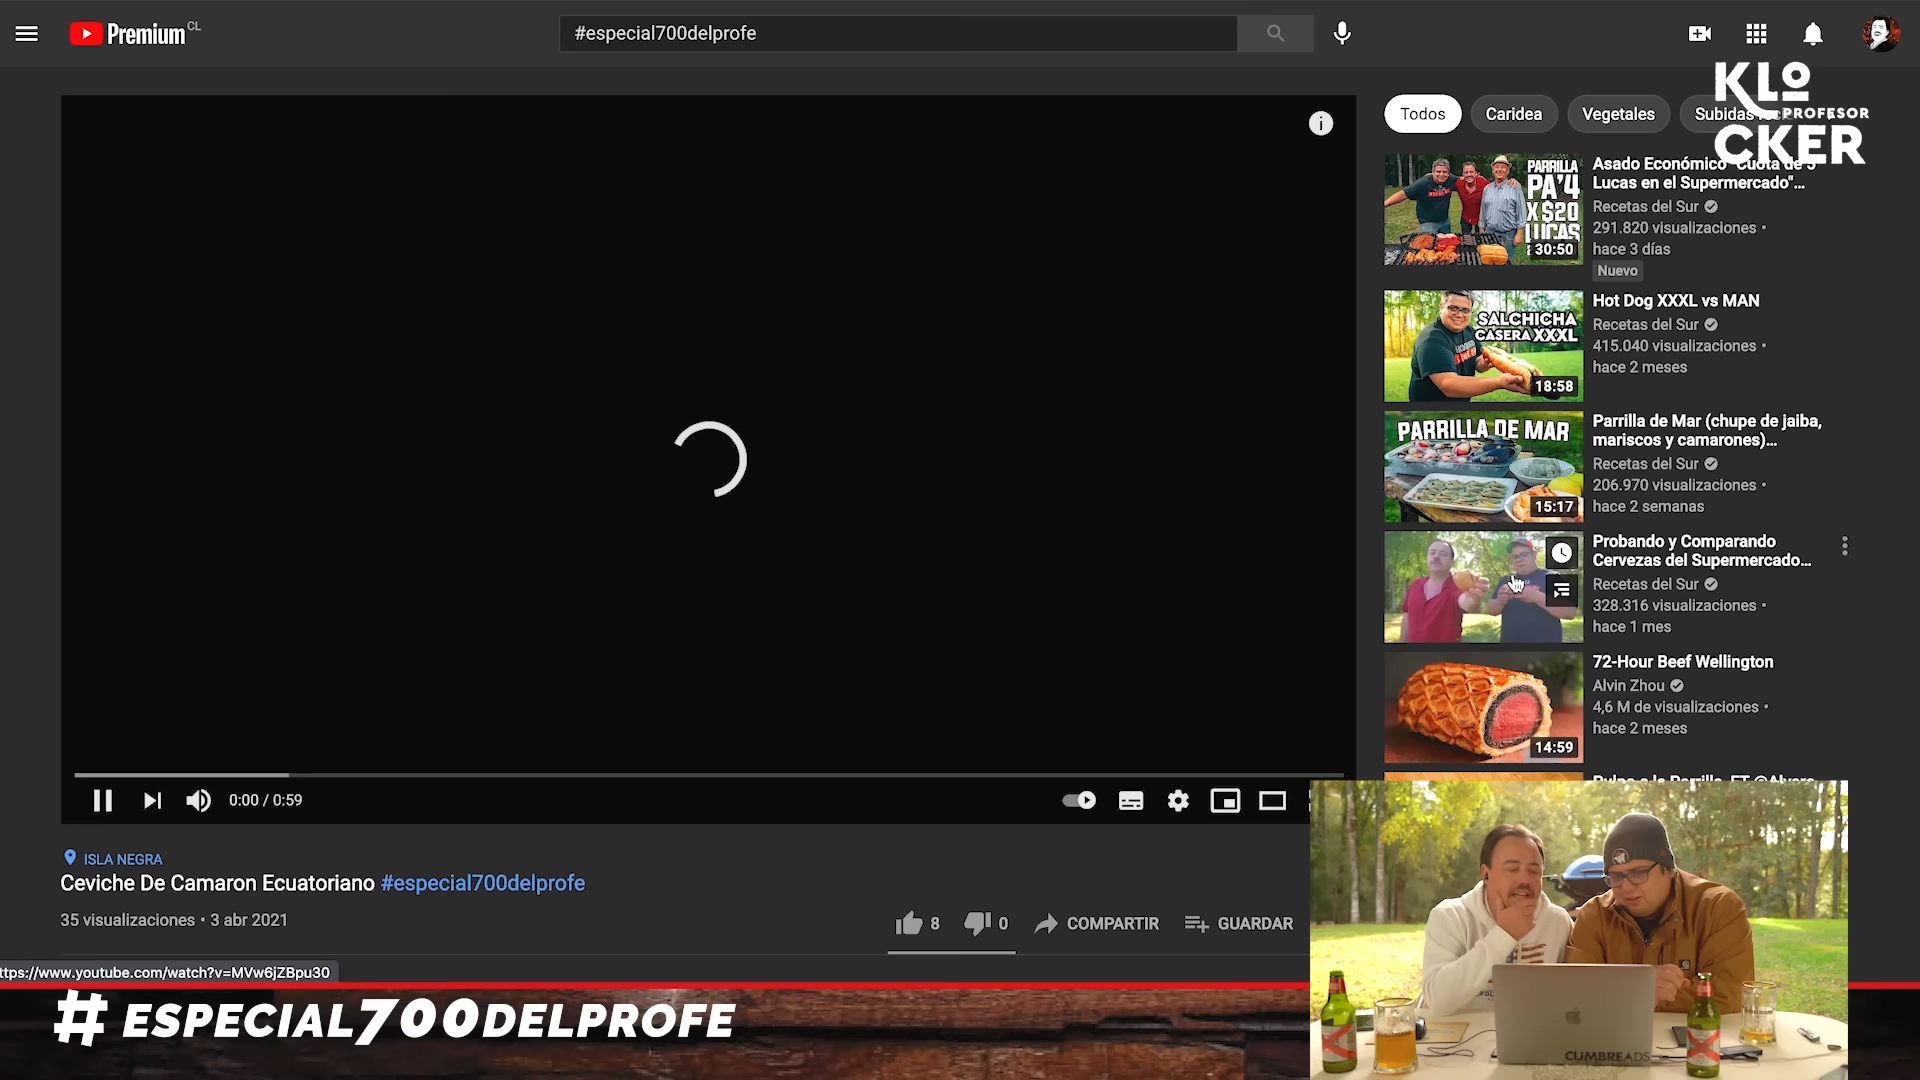 Premium CL
#especial700delprofe
KLO
PROFESOR
CKER
Todos
Caridea
Vegetales
Subidas
PARRILLA
PA'4
X $20
LUCAS
30:50
Asado Económico "Cuota de 5
Lucas en el Supermercado"...
Recetas del Sur
291.820 visualizaciones •
hace 3 días
Nuevo
SALCHICHA
CASERA XXXL
18:58
Hot Dog XXXL vs MAN
Recetas del Sur
415.040 visualizaciones •
hace 2 meses
PARRILLA DE MAR
15:17
Parrilla de Mar (chupe de jaiba,
mariscos y camarones)...
Recetas del Sur
206.970 visualizaciones •
hace 2 semanas
Probando y Comparando
Cervezas del Supermercado...
Recetas del Sur
328.316 visualizaciones •
hace 1 mes
14:59
72-Hour Beef Wellington
Alvin Zhou
4,6 M de visualizaciones •
hace 2 meses
0:00 / 0:59
ISLA NEGRA
Ceviche De Camaron Ecuatoriano #especial700delprofe
35 visualizaciones • 3 abr 2021
8
0
COMPARTIR
GUARDAR
ttps://www.youtube.com/watch?v=MVw6jZBpu30
# ESPECIAL700DELPROFE
CUMBREADS